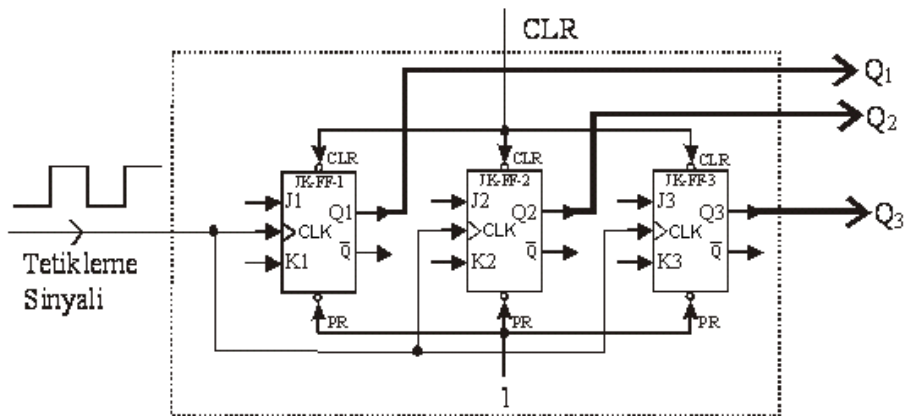 CLR
Q1
Q2
CLR CLR CLR
JK-FF-1 JK-FF-2 JK-FF-3
J1 Q1 J2 Q2 J3 Q3
Q3
CLK CLK CLK
Tetikleme
Sinyali
K1 Q̅ K2 Q̅ K3 Q̅
PR PR PR
1